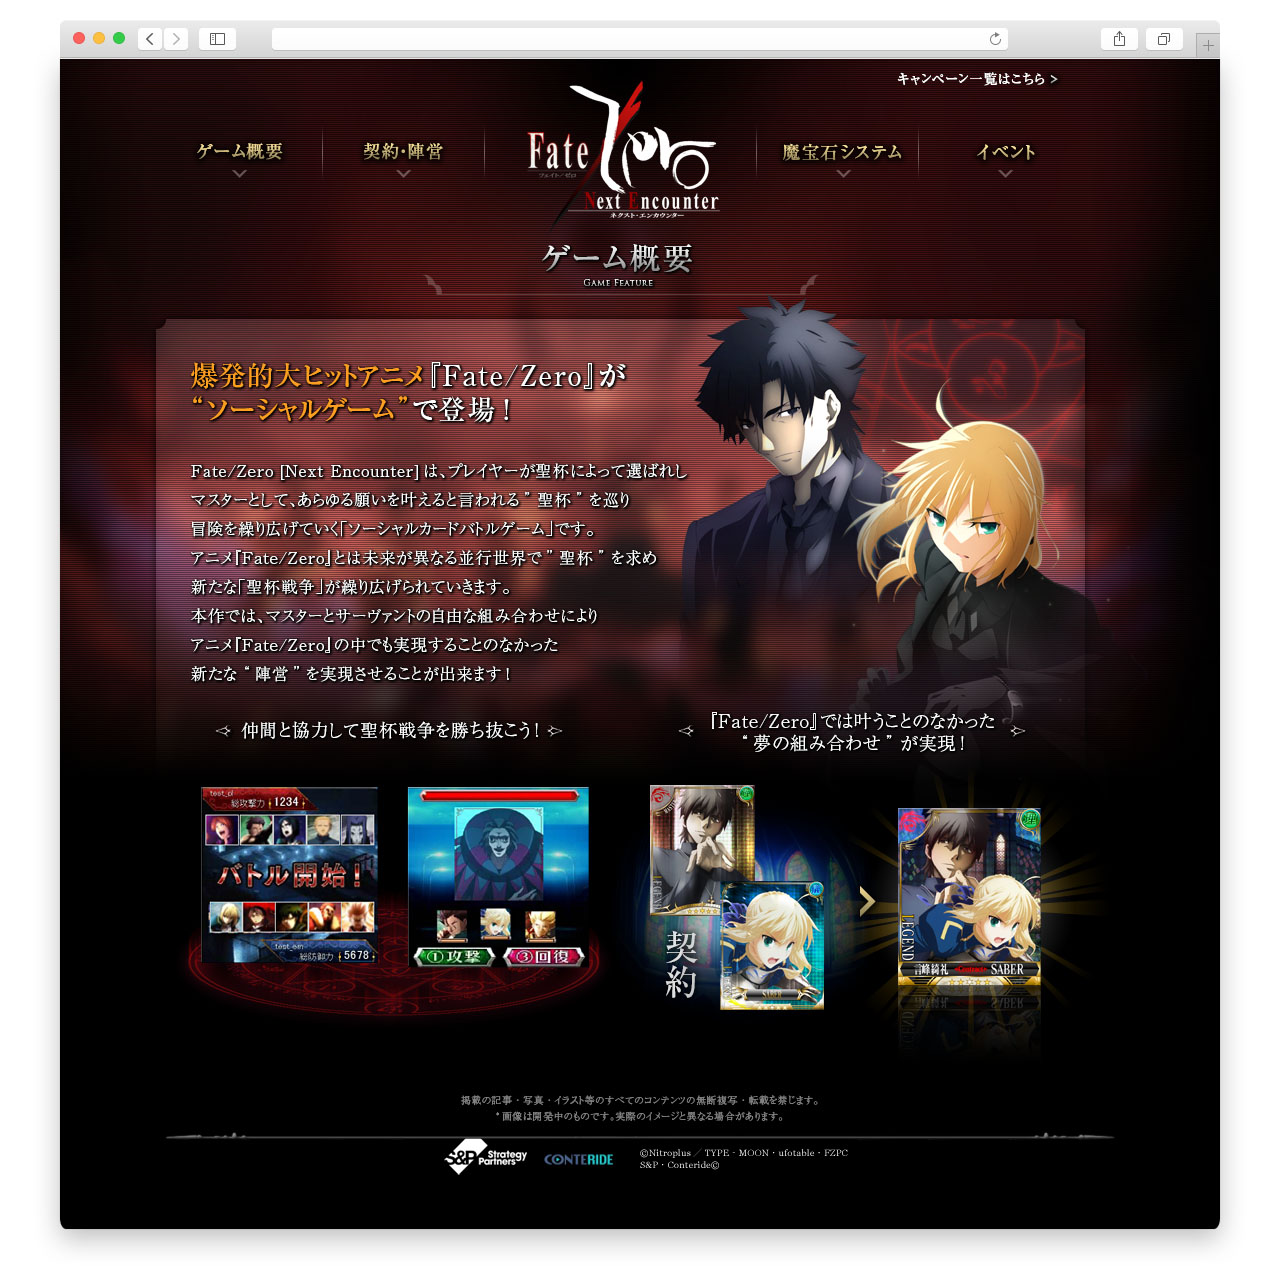 キャンペーン一覧はこちら >
ゲーム概要
契約・陣営
Fate/Zero
フェイト/ゼロ
Next Encounter
ネクスト・エンカウンター
魔宝石システム
イベント
ゲーム概要
GAME FEATURE
爆発的大ヒットアニメ『Fate/Zero』が
“ソーシャルゲーム”で登場!
Fate/Zero [Next Encounter] は、プレイヤーが聖杯によって選ばれし
マスターとして、あらゆる願いを叶えると言われる ” 聖杯 ” を巡り
冒険を繰り広げていく「ソーシャルカードバトルゲーム」です。
アニメ『Fate/Zero』とは未来が異なる並行世界で ” 聖杯 ” を求め
新たな「聖杯戦争」が繰り広げられていきます。
本作では、マスターとサーヴァントの自由な組み合わせにより
アニメ『Fate/Zero』の中でも実現することのなかった
新たな “ 陣営 ” を実現させることが出来ます!
仲間と協力して聖杯戦争を勝ち抜こう!
『Fate/Zero』では叶うことのなかった
“ 夢の組み合わせ ” が実現!
test_pl
総攻撃力 1234
バトル開始!
test_em
総防御力 5678
①攻撃
③回復
契約
SABER
LEGEND
言峰綺礼 SABER
掲載の記事・写真・イラスト等のすべてのコンテンツの無断複写・転載を禁じます。
* 画像は開発中のものです。実際のイメージと異なる場合があります。
S&P Strategy Partners
CONTERIDE
©Nitroplus / TYPE - MOON・ufotable・FZPC
S&P・Conteride©